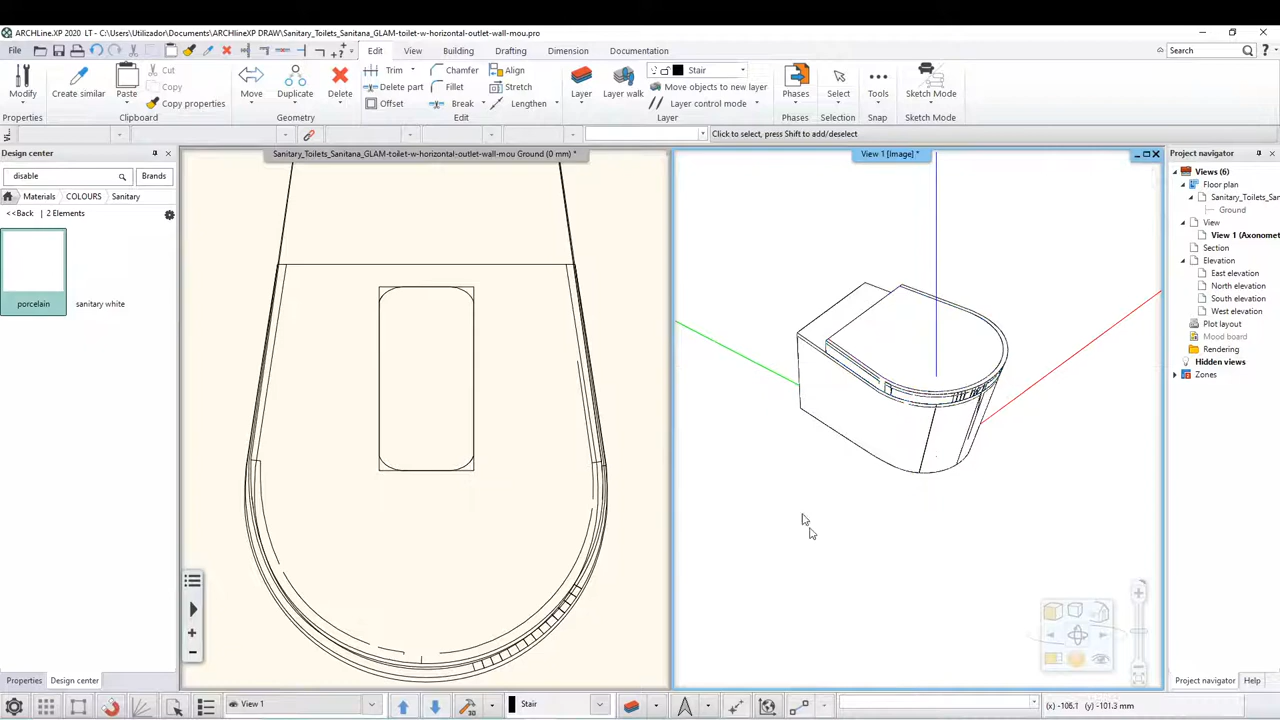 ARCHLine.XP 2020 LT - C:\Users\Utilizador\Documents\ARCHlineXP DRAW\Sanitary_Toilets_Sanitana_GLAM-toilet-w-horizontal-outlet-wall-mou.pro
File Edit View Building Drafting Dimension Documentation Search
Modify Create similar Paste Cut Copy Copy properties Move Duplicate Delete Trim Delete part Offset Chamfer Fillet Break Align Stretch Length Layer Layer walk Stair Move objects to new layer Layer control mode Phases Select Tools Sketch Mode
Properties Clipboard Geometry Edit Layer Phases Selection Snap Sketch Mode
Click to select, press Shift to add/deselect
Design center
Sanitary_Toilets_Sanitana_GLAM-toilet-w-horizontal-outlet-wall-mou Ground (0 mm) *
View 1 [Image] *
Project navigator
disable Brands
Materials COLOURS Sanitary
<<Back 2 Elements
porcelain sanitary white
Views (6)
Floor plan
Sanitary_Toilets_Sar
Ground
View
View 1 (Axonomet
Section
Elevation
East elevation
North elevation
South elevation
West elevation
Plot layout
Mood board
Rendering
Hidden views
Zones
Properties Design center
Project navigator Help
View 1 Stair (x) -106.1 (y) -101.3 mm